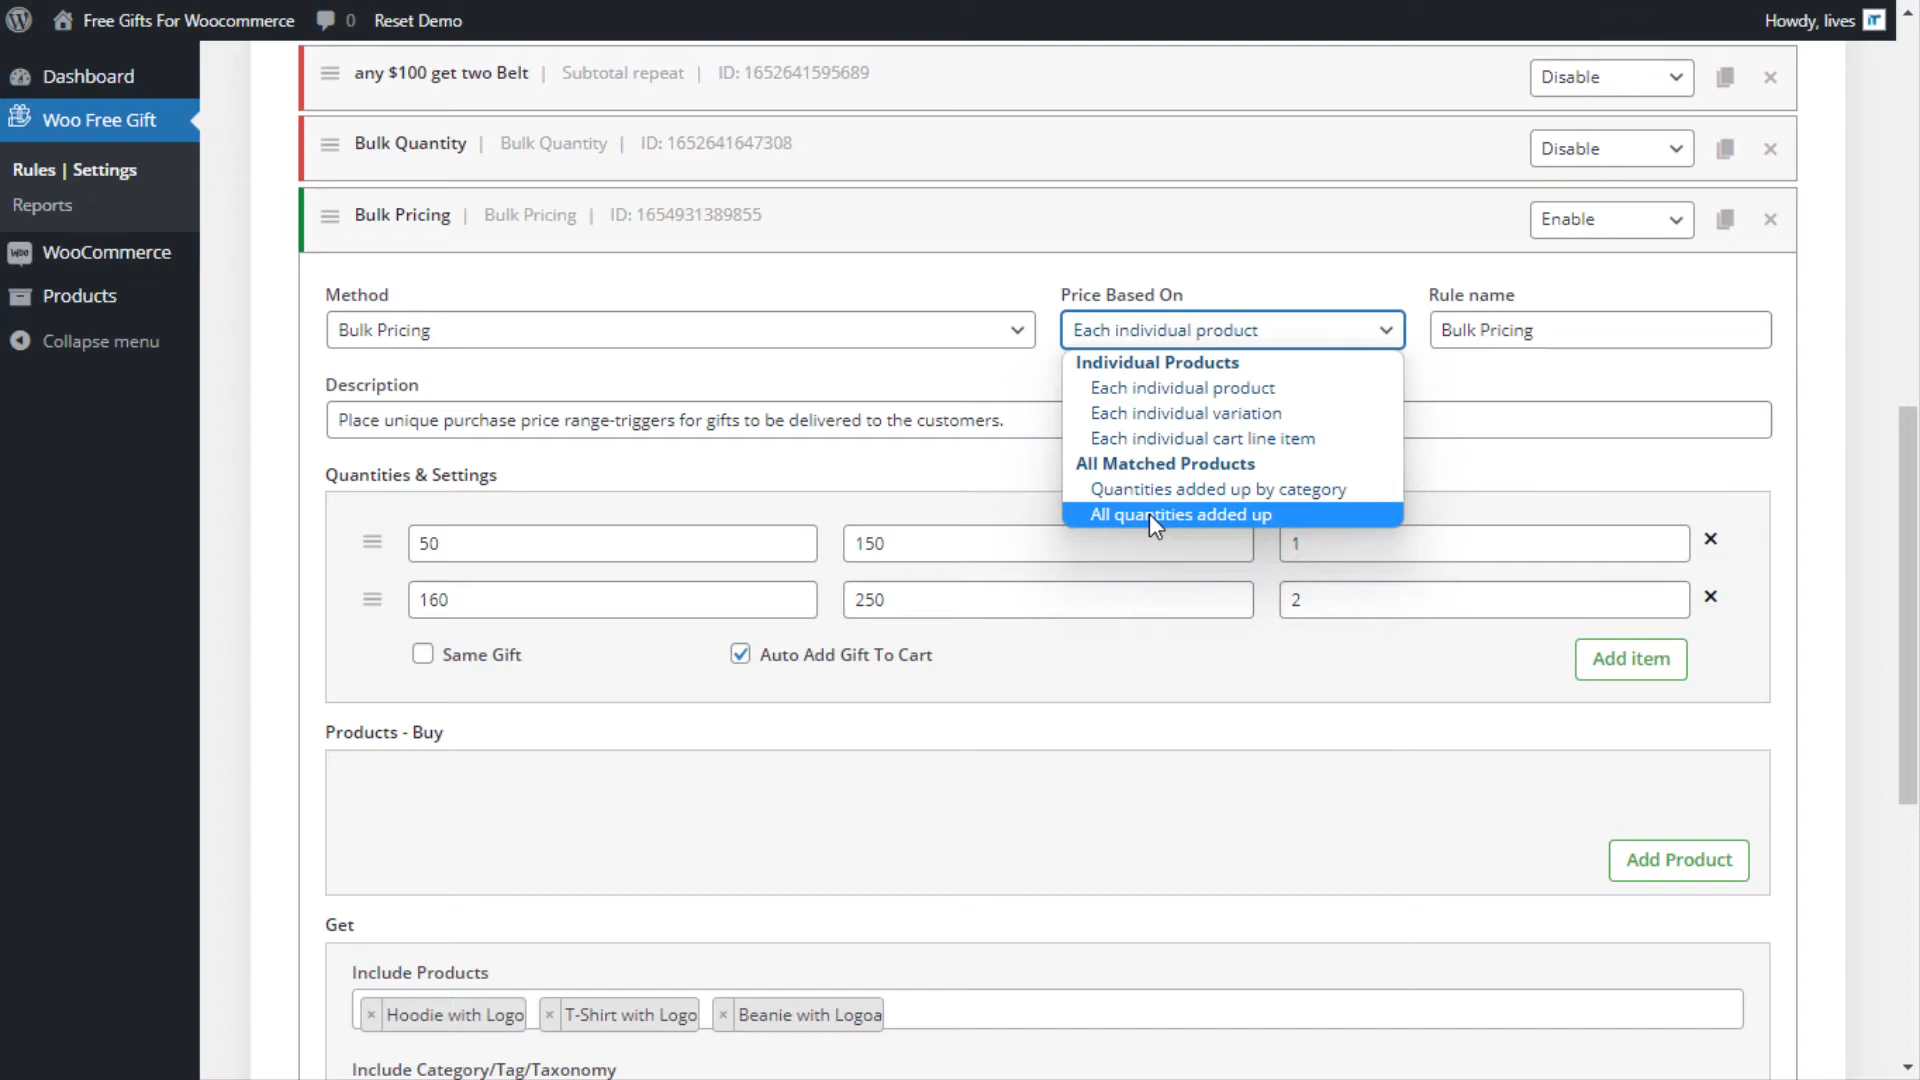 Free Gifts For Woocommerce 0 Reset Demo Howdy, lives
Dashboard
Woo Free Gift
Rules | Settings
Reports
WooCommerce
Products
Collapse menu
any $100 get two Belt | Subtotal repeat | ID: 1652641595689 Disable
Bulk Quantity | Bulk Quantity | ID: 1652641647308 Disable
Bulk Pricing | Bulk Pricing | ID: 1654931389855 Enable
Method Price Based On Rule name
Bulk Pricing Each individual product Bulk Pricing
Individual Products
Each individual product
Each individual variation
Each individual cart line item
All Matched Products
Quantities added up by category
All quantities added up
Description
Place unique purchase price range-triggers for gifts to be delivered to the customers.
Quantities & Settings
50 150 1
160 250 2
Same Gift Auto Add Gift To Cart Add item
Products - Buy
Add Product
Get
Include Products
× Hoodie with Logo × T-Shirt with Logo × Beanie with Logoa
Include Category/Tag/Taxonomy